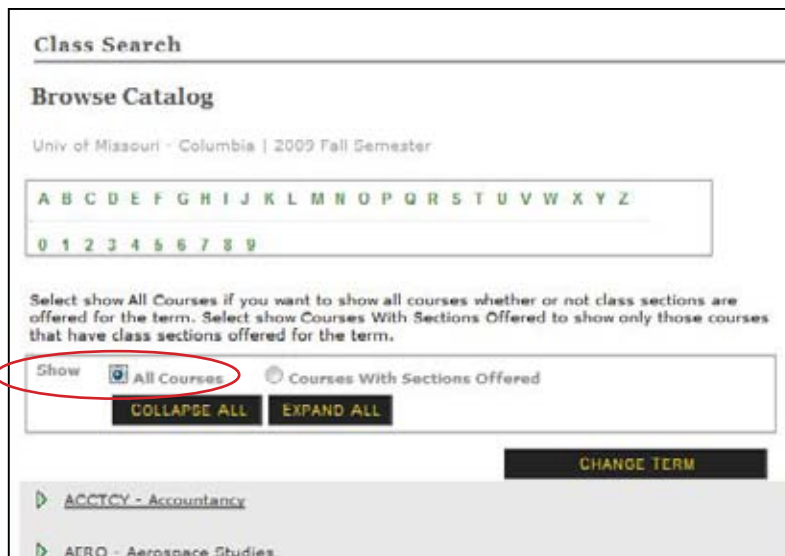 Class Search
Browse Catalog
Univ of Missouri - Columbia | 2009 Fall Semester
A B C D E F G H I J K L M N O P Q R S T U V W X Y Z
0 1 2 3 4 5 6 7 8 9
Select show All Courses if you want to show all courses whether or not class sections are
offered for the term. Select show Courses With Sections Offered to show only those courses
that have class sections offered for the term.
Show All Courses Courses With Sections Offered
COLLAPSE ALL EXPAND ALL
CHANGE TERM
ACCTCY - Accountancy
AERO - Aerospace Studies